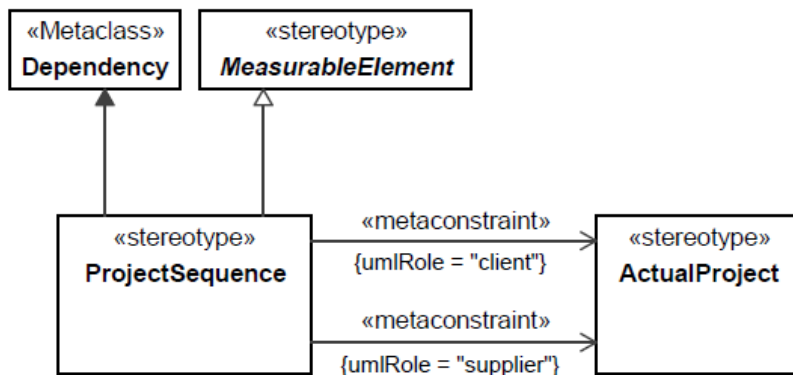 «Metaclass»
Dependency
«stereotype»
MeasurableElement
«stereotype»
ProjectSequence
«metaconstraint»
{umlRole = "client"}
«metaconstraint»
{umlRole = "supplier"}
«stereotype»
ActualProject